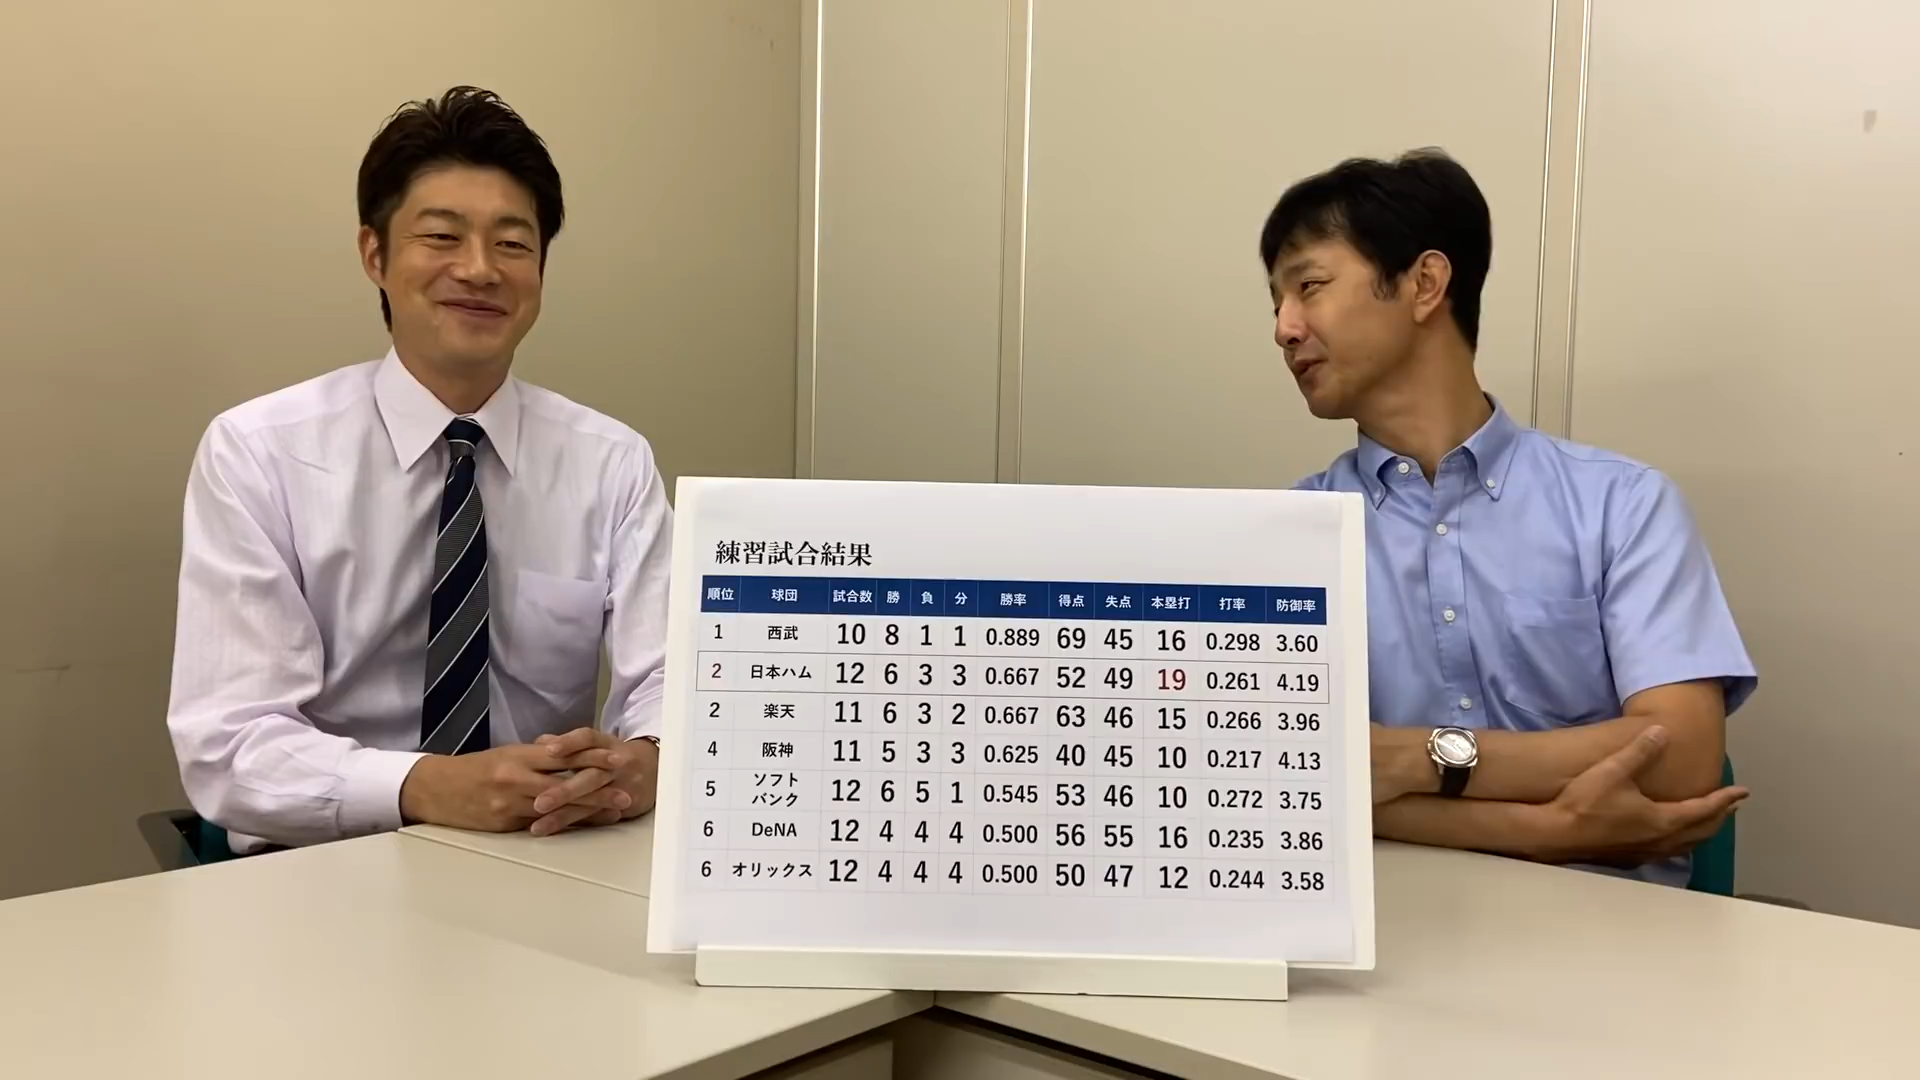 練習試合結果
順位 球団 試合数 勝 負 分 勝率 得点 失点 本塁打 打率 防御率
1 西武 10 8 1 1 0.889 69 45 16 0.298 3.60
2 日本ハム 12 6 3 3 0.667 52 49 19 0.261 4.19
2 楽天 11 6 3 2 0.667 63 46 15 0.266 3.96
4 阪神 11 5 3 3 0.625 40 45 10 0.217 4.13
5 ソフト
バンク 12 6 5 1 0.545 53 46 10 0.272 3.75
6 DeNA 12 4 4 4 0.500 56 55 16 0.235 3.86
6 オリックス 12 4 4 4 0.500 50 47 12 0.244 3.58